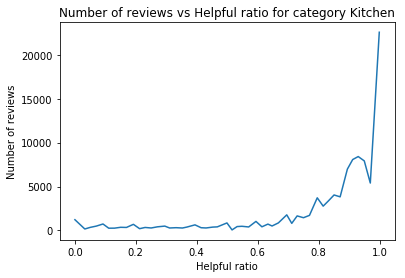 Number of reviews vs Helpful ratio for category Kitchen
Number of reviews
20000
15000
10000
5000
0
0.0 0.2 0.4 0.6 0.8 1.0
Helpful ratio